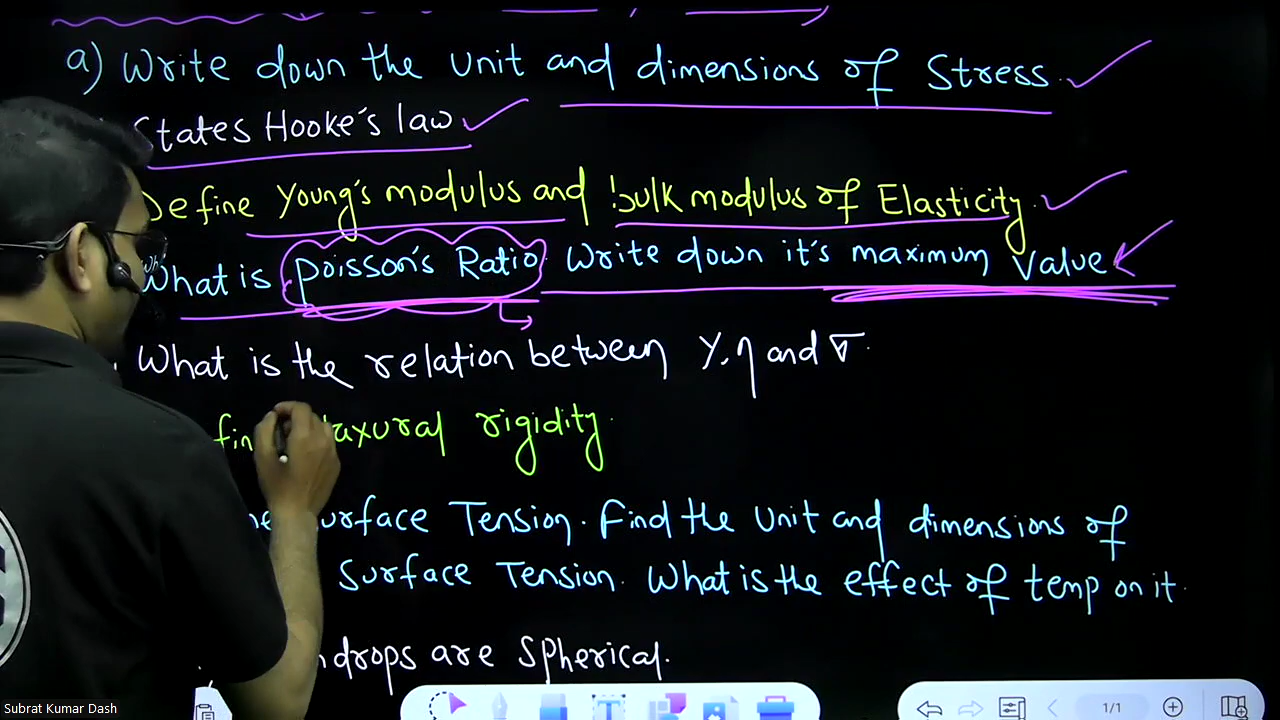 a) Write down the unit and dimensions of Stress.
States Hooke's law
Define Young's modulus and bulk modulus of Elasticity.
What is Poisson's Ratio. Write down it's maximum Value
What is the relation between Y, η and σ.
rigidity.
Surface Tension. Find the Unit and dimensions of
Surface Tension. What is the effect of temp on it.
drops are Spherical.
1/1
Subrat Kumar Dash